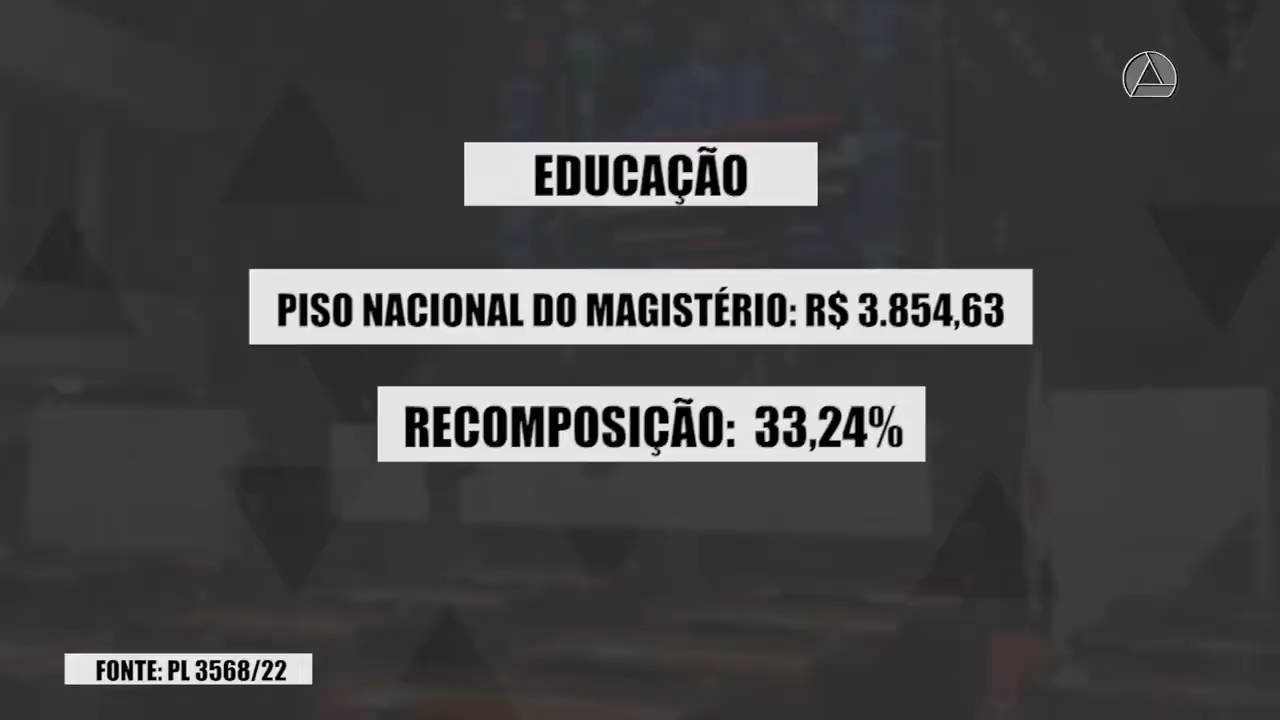 EDUCAÇÃO
PISO NACIONAL DO MAGISTÉRIO: R$ 3.854,63
RECOMPOSIÇÃO: 33,24%
FONTE: PL 3568/22